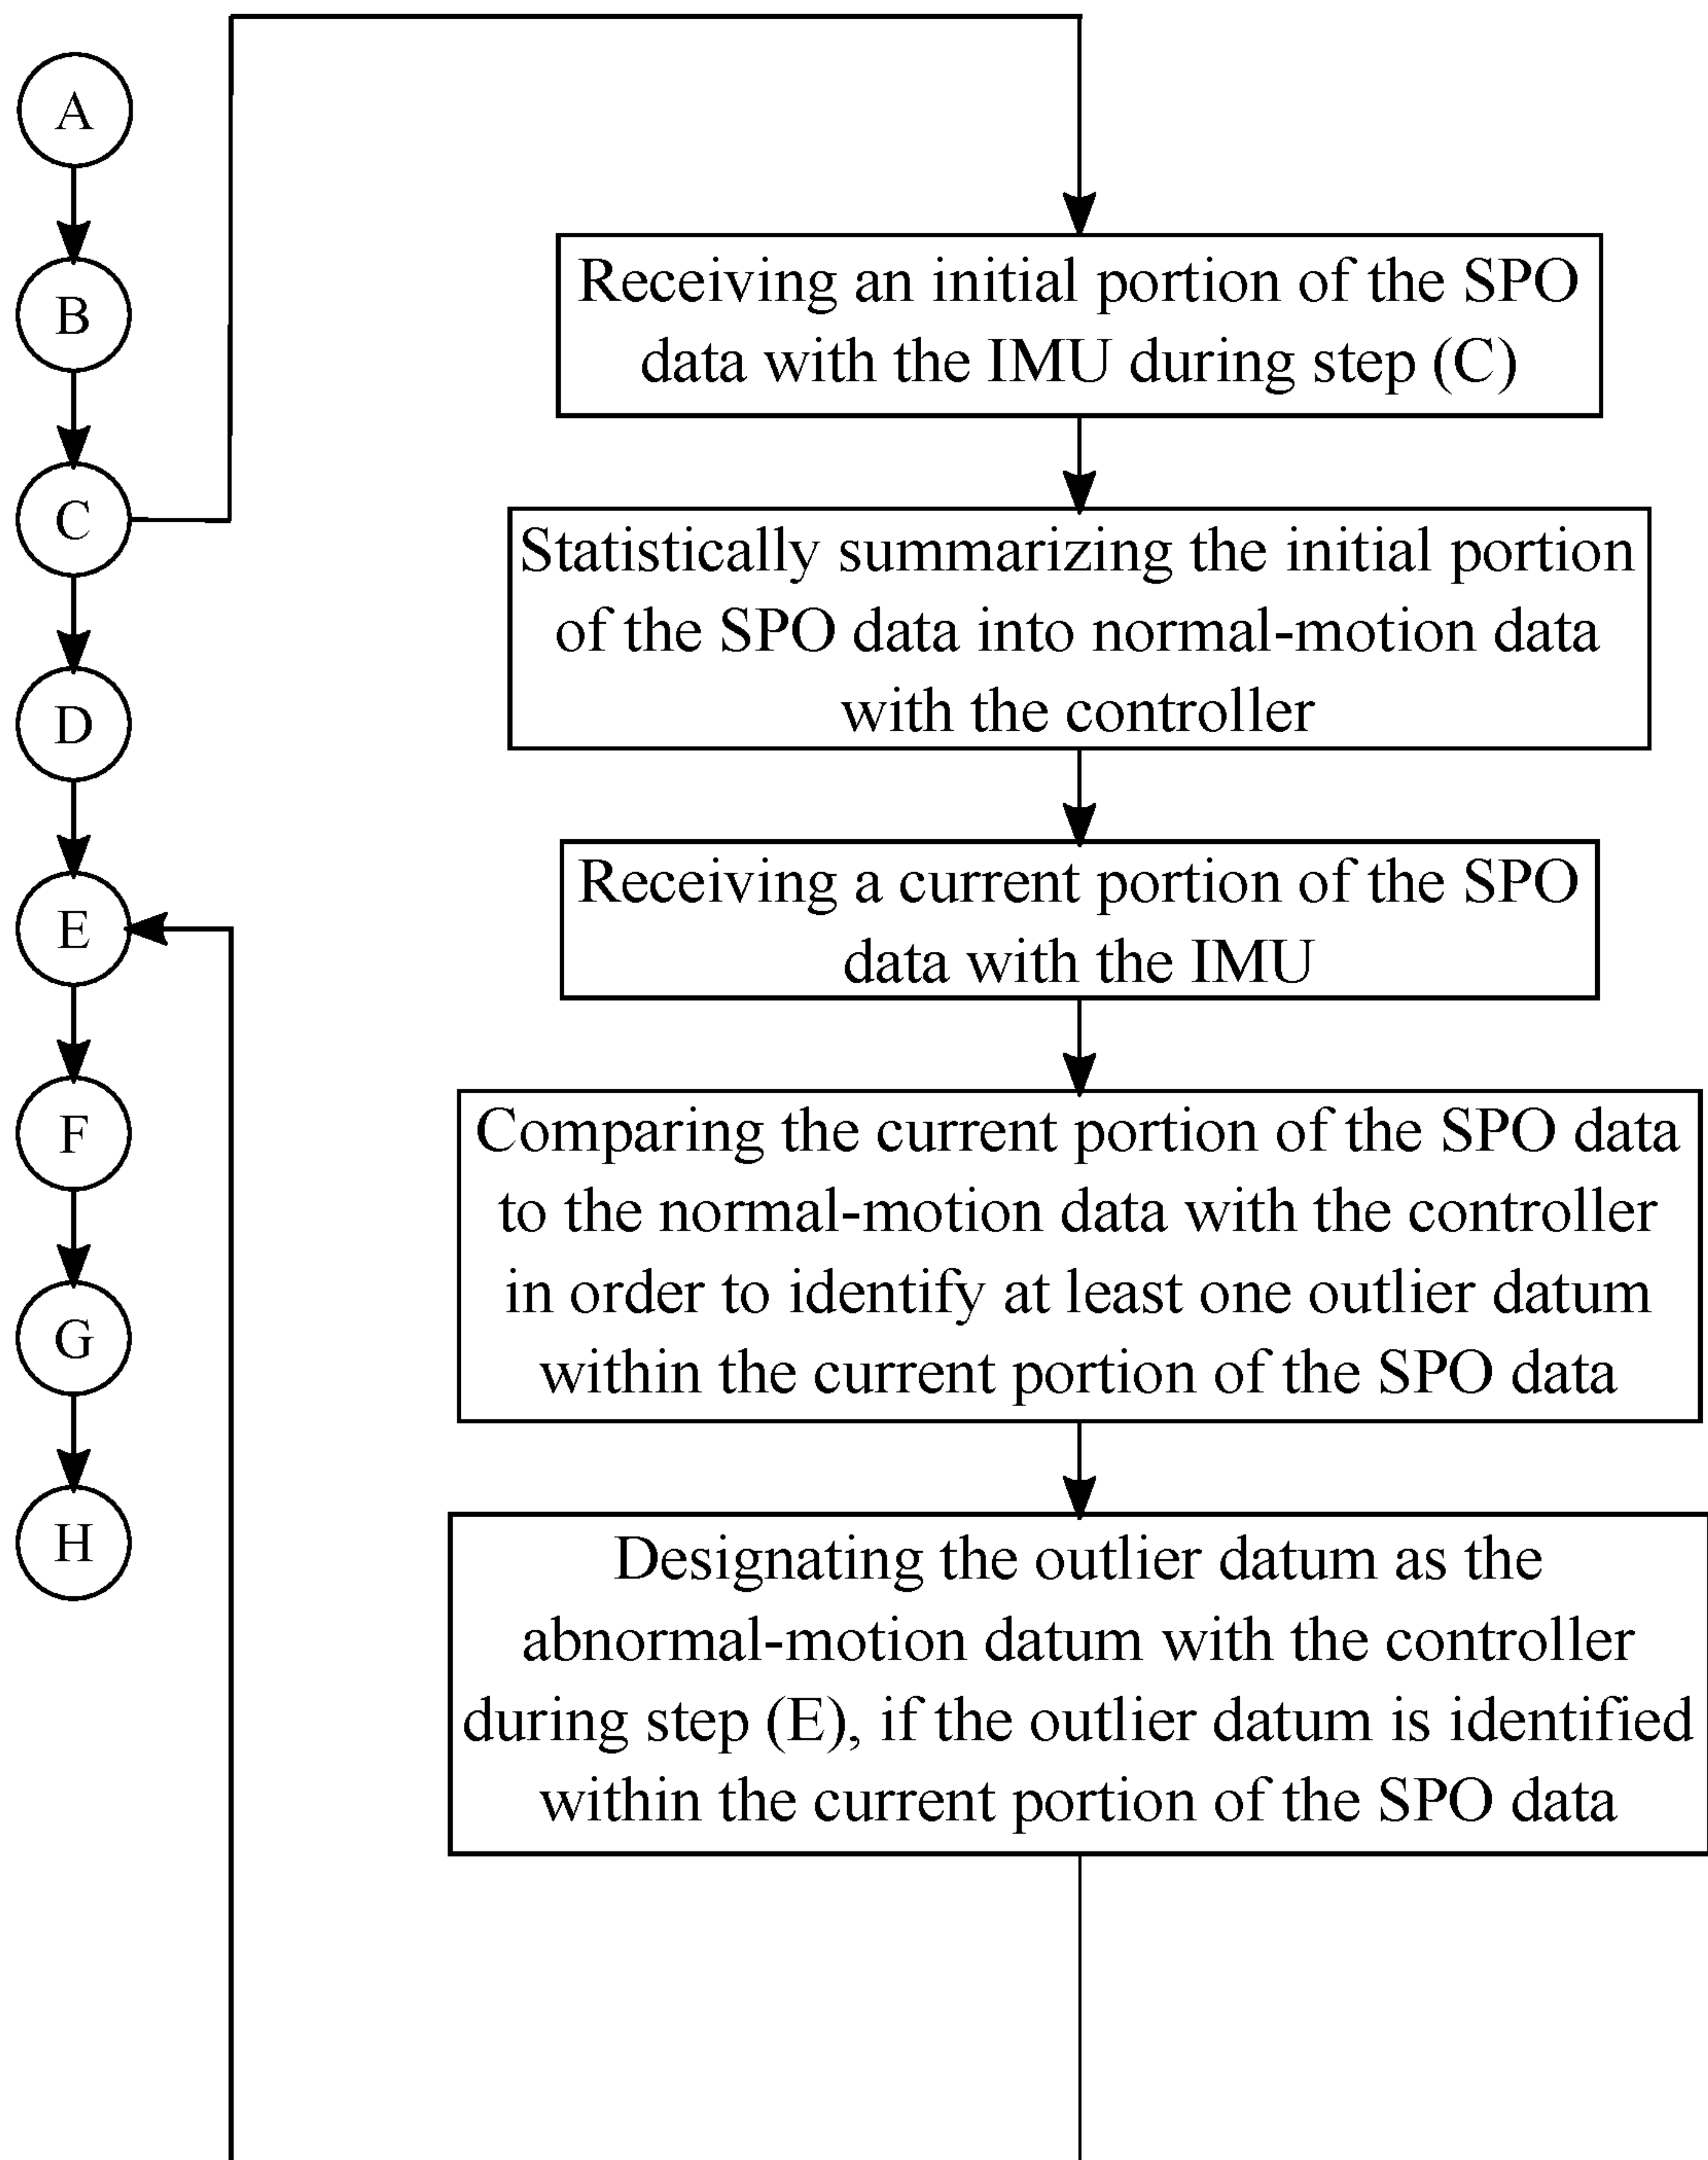 A
B
C
D
E
F
G
H
Receiving an initial portion of the SPO
data with the IMU during step (C)
Statistically summarizing the initial portion
of the SPO data into normal-motion data
with the controller
Receiving a current portion of the SPO
data with the IMU
Comparing the current portion of the SPO data
to the normal-motion data with the controller
in order to identify at least one outlier datum
within the current portion of the SPO data
Designating the outlier datum as the
abnormal-motion datum with the controller
during step (E), if the outlier datum is identified
within the current portion of the SPO data